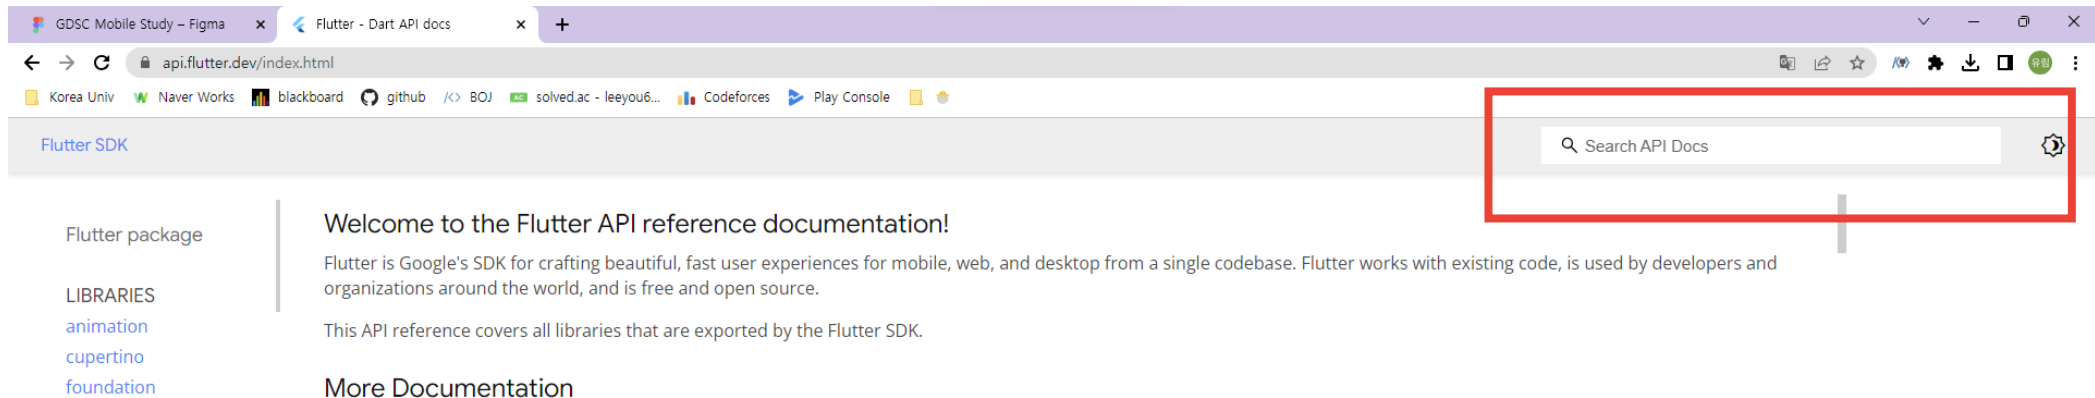 GDSC Mobile Study – Figma
Flutter - Dart API docs
api.flutter.dev/index.html
유림
Korea Univ Naver Works blackboard github BOJ solved.ac - leeyou6... Codeforces Play Console
Flutter SDK
Search API Docs
Flutter package
LIBRARIES
animation
cupertino
foundation
Welcome to the Flutter API reference documentation!
Flutter is Google's SDK for crafting beautiful, fast user experiences for mobile, web, and desktop from a single codebase. Flutter works with existing code, is used by developers and
organizations around the world, and is free and open source.
This API reference covers all libraries that are exported by the Flutter SDK.
More Documentation